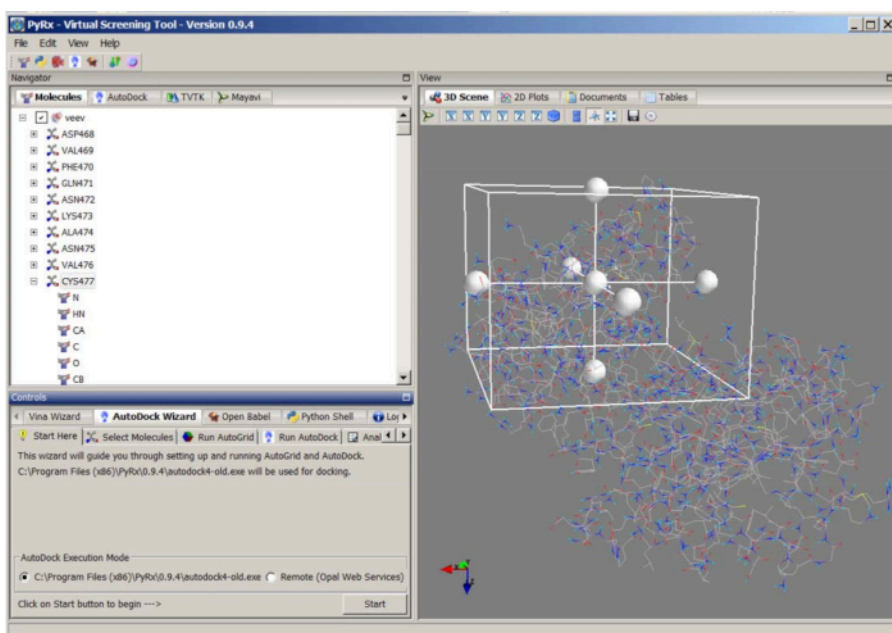 PyRx - Virtual Screening Tool - Version 0.9.4
File Edit View Help
Navigator
Molecules AutoDock TVTK Mayavi
veev
ASP468
VAL469
PHE470
GLN471
ASN472
LYS473
ALA474
ASN475
VAL476
CYS477
N
HN
CA
C
O
CB
Controls
Vina Wizard AutoDock Wizard Open Babel Python Shell Log
Start Here Select Molecules Run AutoGrid Run AutoDock Anal
This wizard will guide you through setting up and running AutoGrid and AutoDock.
C:\Program Files (x86)\PyRx\0.9.4\autodock4-old.exe will be used for docking.
AutoDock Execution Mode
C:\Program Files (x86)\PyRx\0.9.4\autodock4-old.exe Remote (Opal Web Services)
Click on Start button to begin --->
Start
View
3D Scene 2D Plots Documents Tables
X X Y Y Z Z
X Y Z